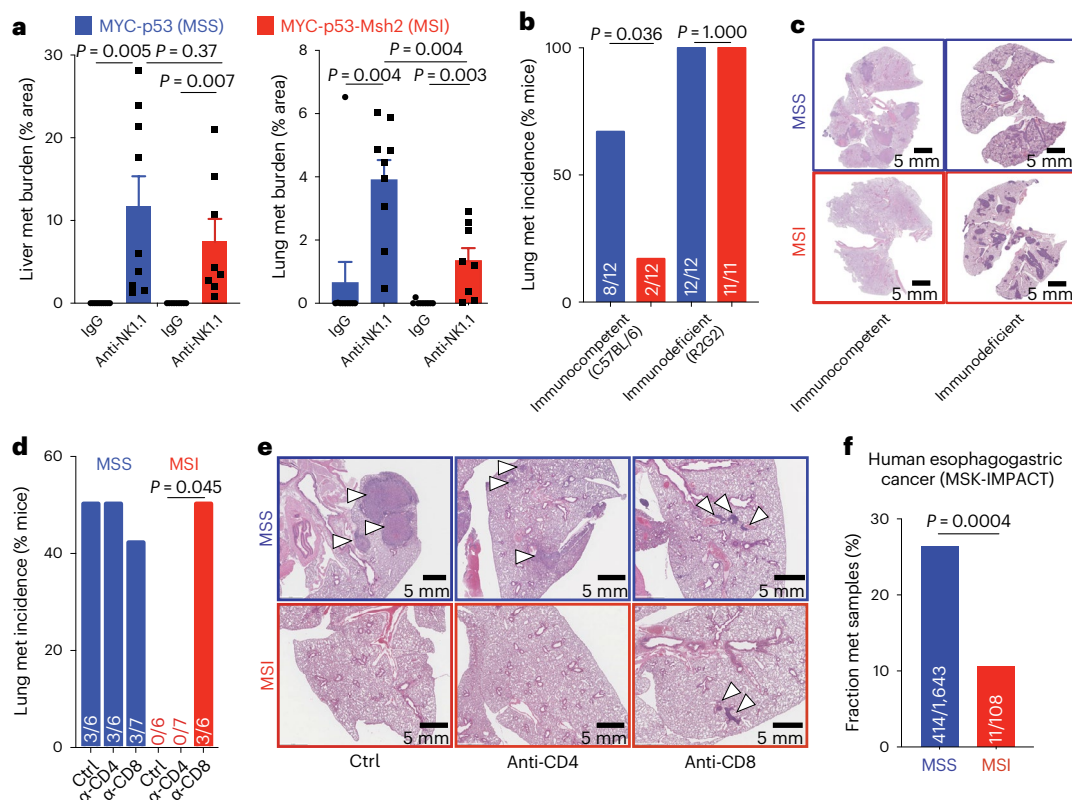 a
MYC-p53 (MSS)
MYC-p53-Msh2 (MSI)
Liver met burden (% area)
30
20
10
0
P = 0.005
P = 0.37
P = 0.007
IgG
Anti-NK1.1
IgG
Anti-NK1.1
Lung met burden (% area)
8
6
4
2
0
P = 0.004
P = 0.004
P = 0.003
IgG
Anti-NK1.1
IgG
Anti-NK1.1
b
Lung met incidence (% mice)
100
50
0
P = 0.036
P = 1.000
8/12
2/12
12/12
11/11
Immunocompetent
(C57BL/6)
Immunodeficient
(R2G2)
c
MSS
MSI
5 mm
5 mm
5 mm
5 mm
Immunocompetent
Immunodeficient
d
Lung met incidence (% mice)
60
40
20
0
MSS
MSI
P = 0.045
3/6
3/6
3/7
0/6
0/7
3/6
Ctrl
α-CD4
α-CD8
Ctrl
α-CD4
α-CD8
e
MSS
MSI
5 mm
5 mm
5 mm
5 mm
5 mm
5 mm
Ctrl
Anti-CD4
Anti-CD8
f
Human esophagogastric
cancer (MSK-IMPACT)
Fraction met samples (%)
30
20
10
0
P = 0.0004
414/1,643
11/108
MSS
MSI